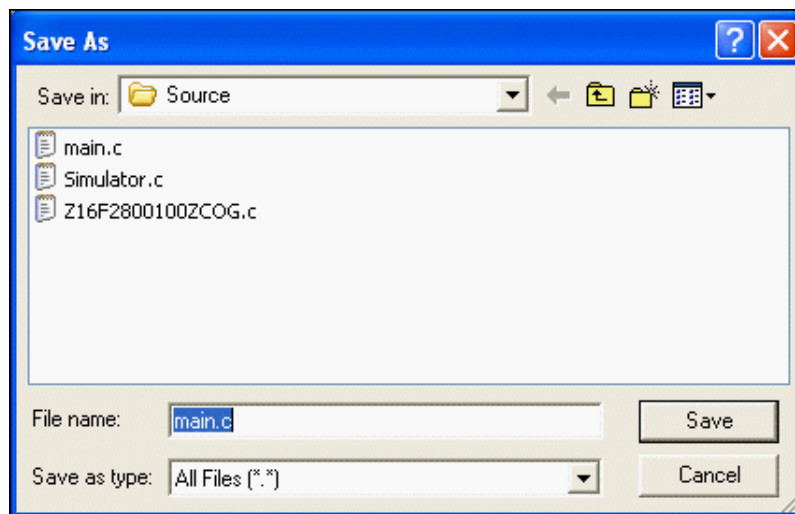 Save As
Save in: Source
main.c
Simulator.c
Z16F2800100ZCOG.c
File name: main.c Save
Save as type: All Files (*.*) Cancel